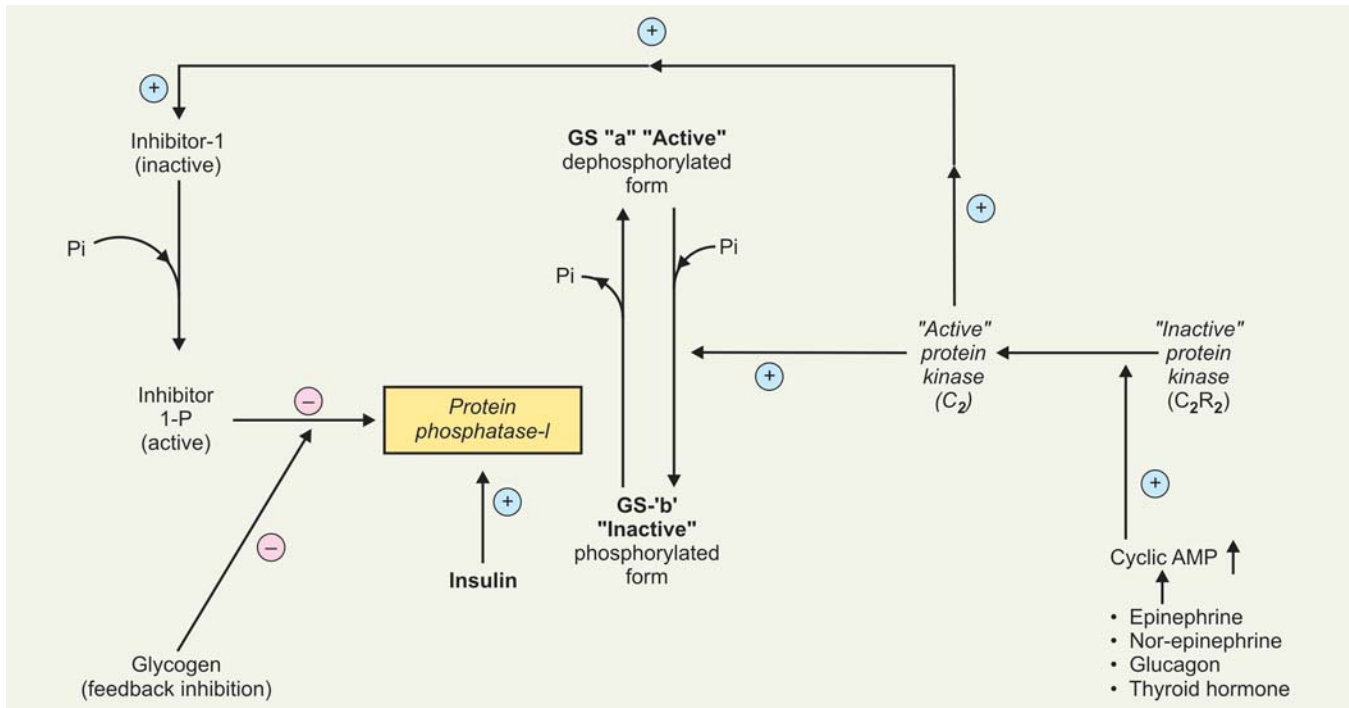 +
+
Inhibitor-1
(inactive)
GS "a" "Active"
dephosphorylated
form
+
Pi
Pi
Pi
"Active"
protein
kinase
(C2)
"Inactive"
protein
kinase
(C2R2)
+
Inhibitor
1-P
(active)
–
Protein
phosphatase-I
+
+
GS-'b'
"Inactive"
phosphorylated
form
–
Insulin
Cyclic AMP
• Epinephrine
• Nor-epinephrine
• Glucagon
• Thyroid hormone
Glycogen
(feedback inhibition)